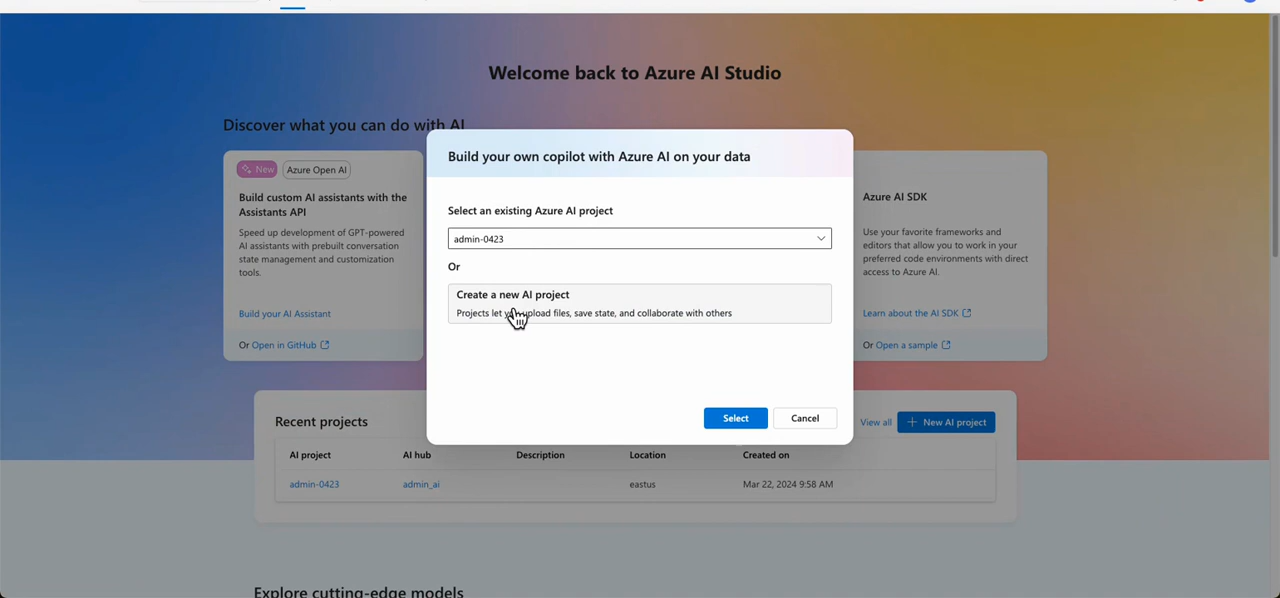 Welcome back to Azure AI Studio
Discover what you can do with AI
New
Azure Open AI
Build custom AI assistants with the
Assistants API
Speed up development of GPT-powered
AI assistants with prebuilt conversation
state management and customization
tools.
Build your AI Assistant
Or Open in GitHub
Build your own copilot with Azure AI on your data
Select an existing Azure AI project
admin-0423
Or
Create a new AI project
Projects let upload files, save state, and collaborate with others
Select
Cancel
Azure AI SDK
Use your favorite frameworks and
editors that allow you to work in your
preferred code environments with direct
access to Azure AI.
Learn about the AI SDK
Or Open a sample
Recent projects
View all
New AI project
AI project AI hub Description Location Created on
admin-0423 admin_ai eastus Mar 22, 2024 9:58 AM
Explore cutting-edge models